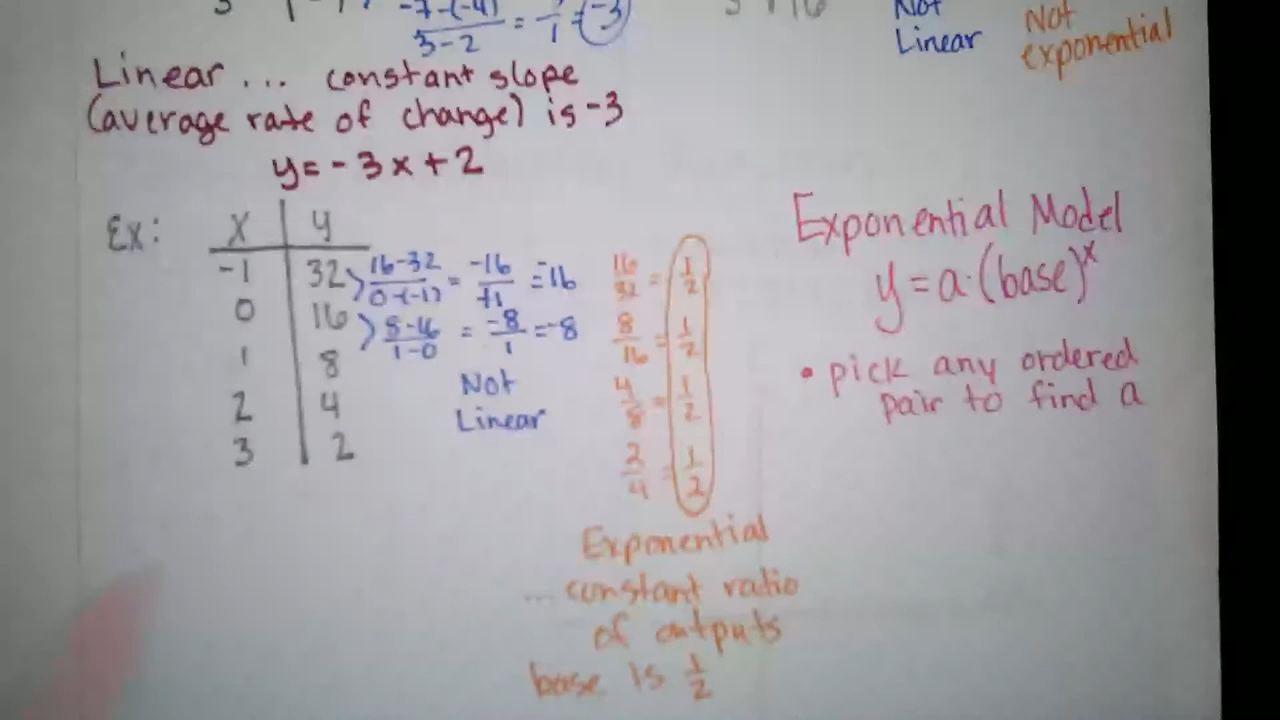 -7-(-4)
3-2
= -3
1
= -3
Not
Linear
Not
exponential
Linear ... constant slope
(average rate of change) is -3
y = -3x + 2
Ex:
x y
-1 32
0 16
1 8
2 4
3 2
16-32 = -16 = -16
0-(-1) +1
8-16 = -8 = -8
1-0 1
Not
Linear
16/32 = 1/2
8/16 = 1/2
4/8 = 1/2
2/4 = 1/2
Exponential
... constant ratio
of outputs
base is 1/2
Exponential Model
y = a·(base)^x
• pick any ordered
pair to find a